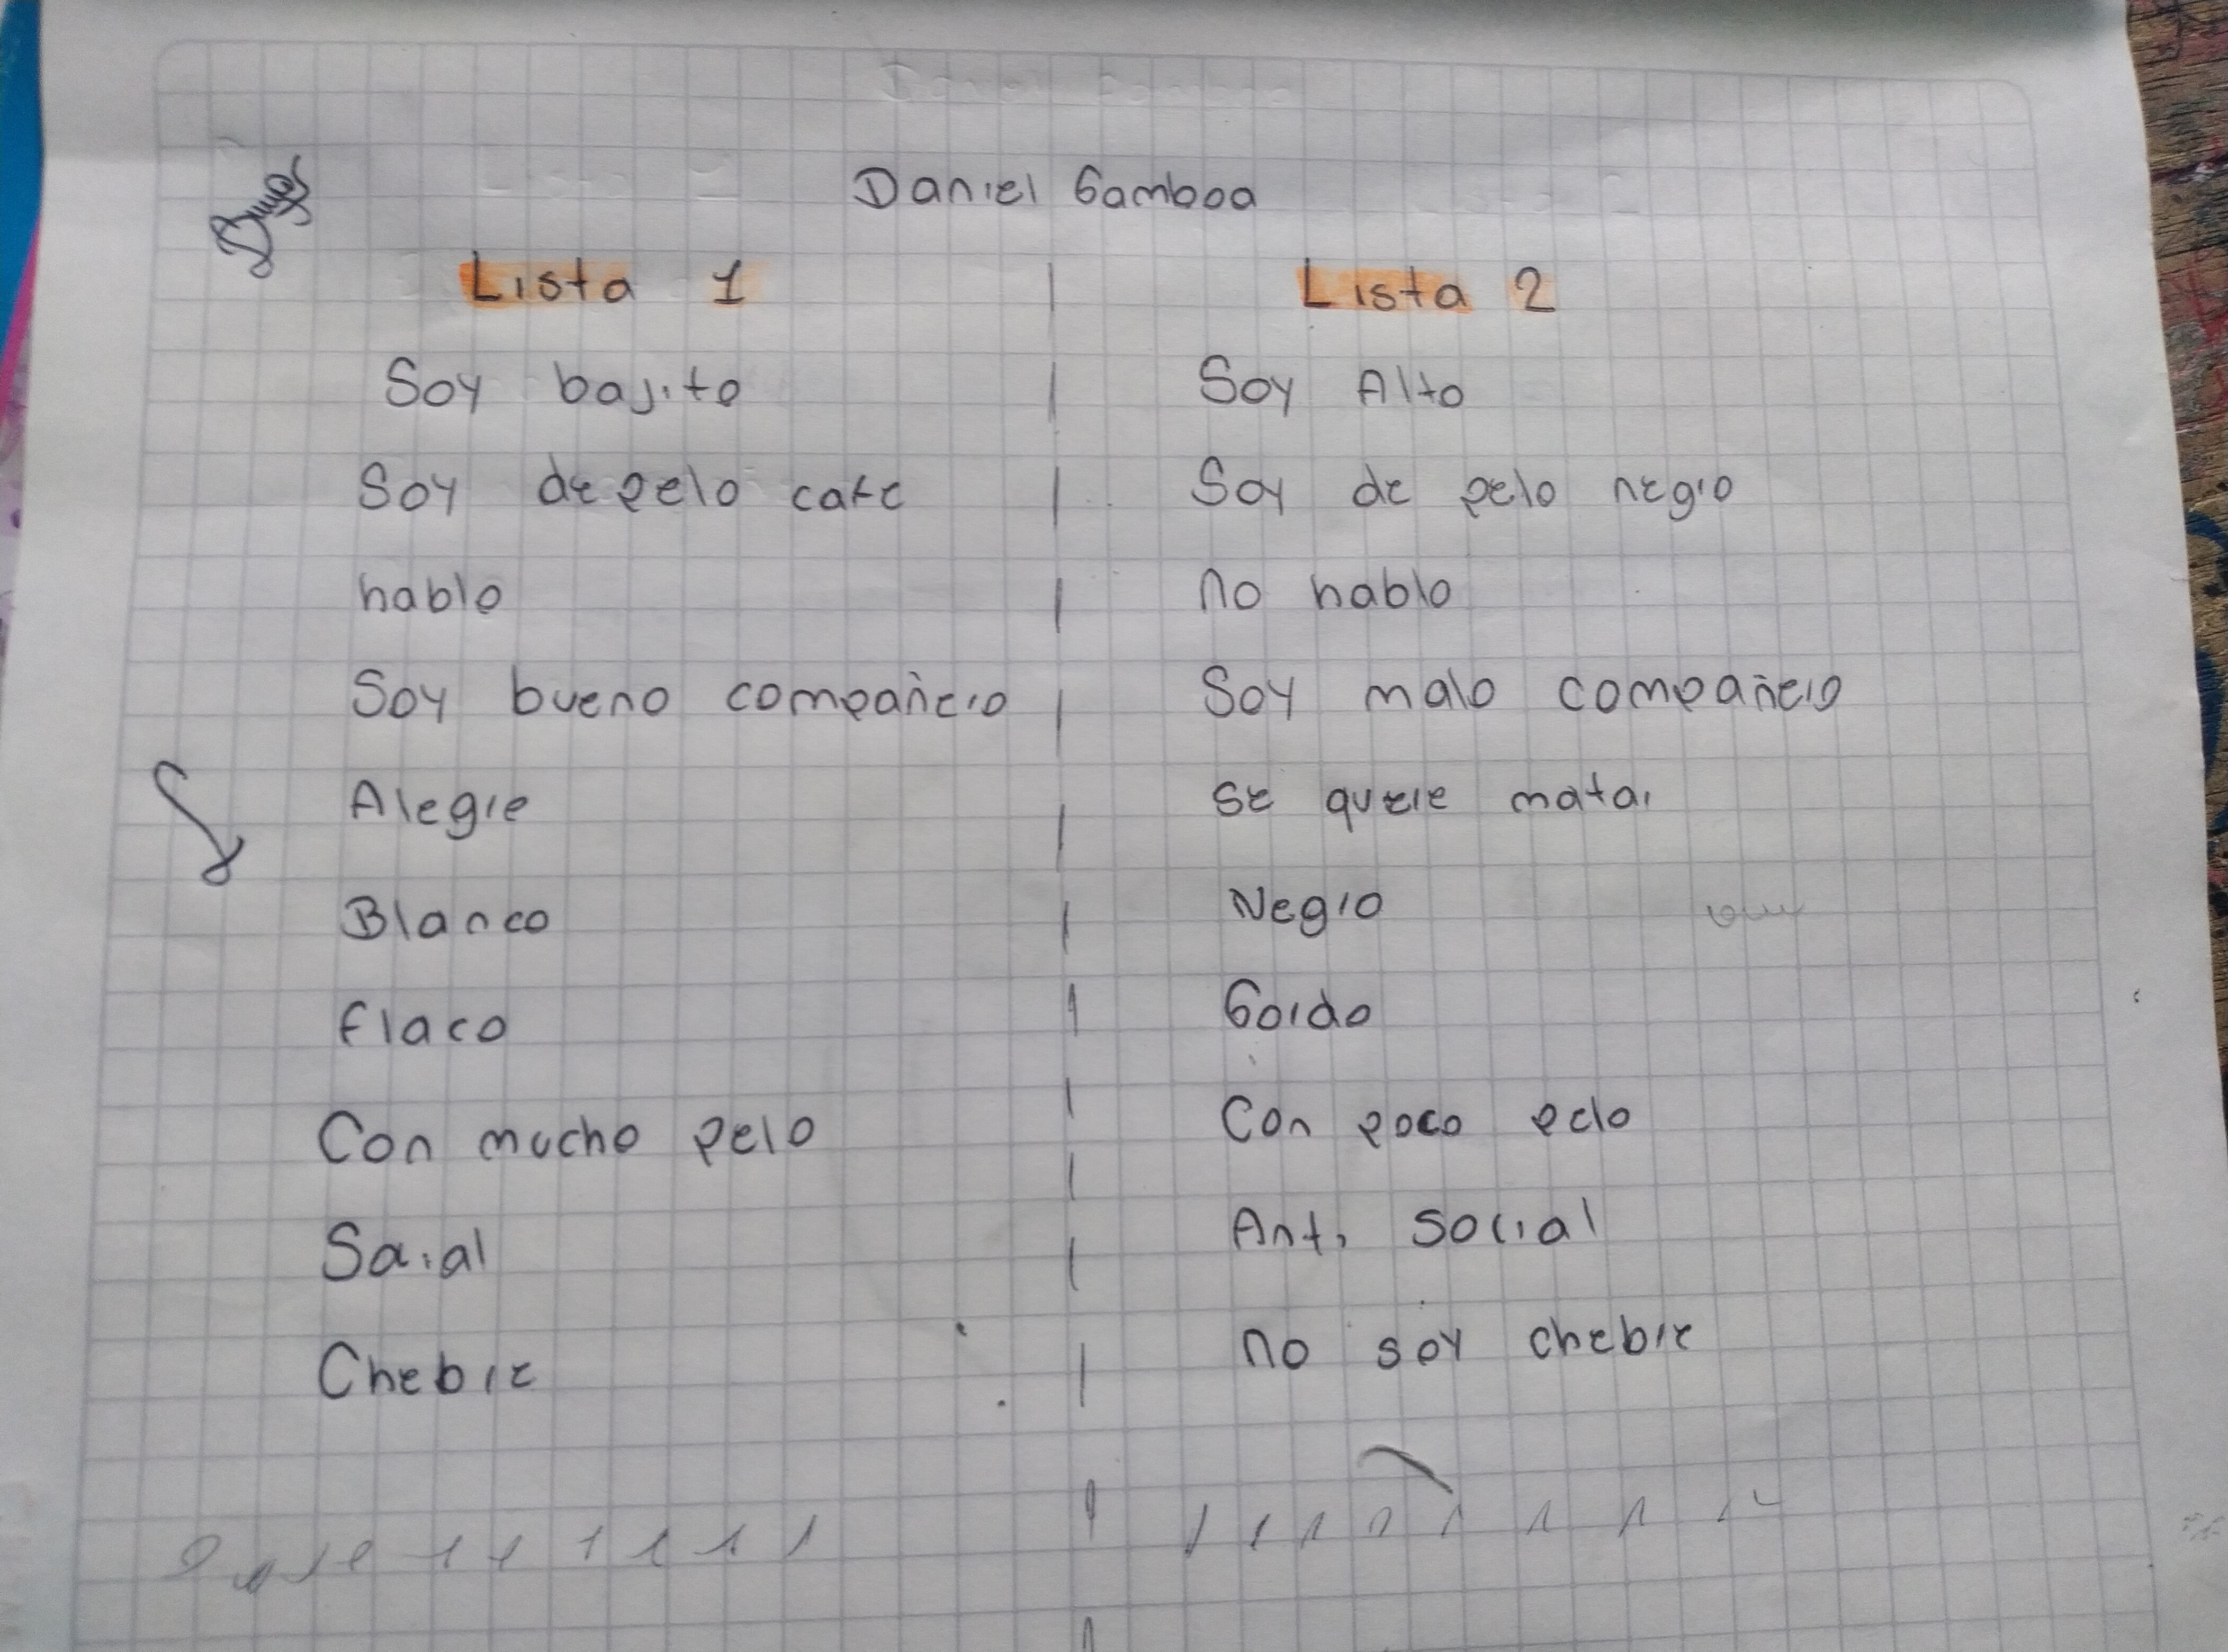 Daniel Gamboa
Lista 1
Lista 2
Soy bajito
Soy Alto
Soy de pelo cafe
Soy de pelo negro
hablo
no hablo
Soy bueno compañero
Soy malo compañero
Alegre
se quere matar
Blanco
Negro
flaco
Gordo
Con mucho pelo
Con poco pelo
Social
Anti social
Chebre
no soy chebre